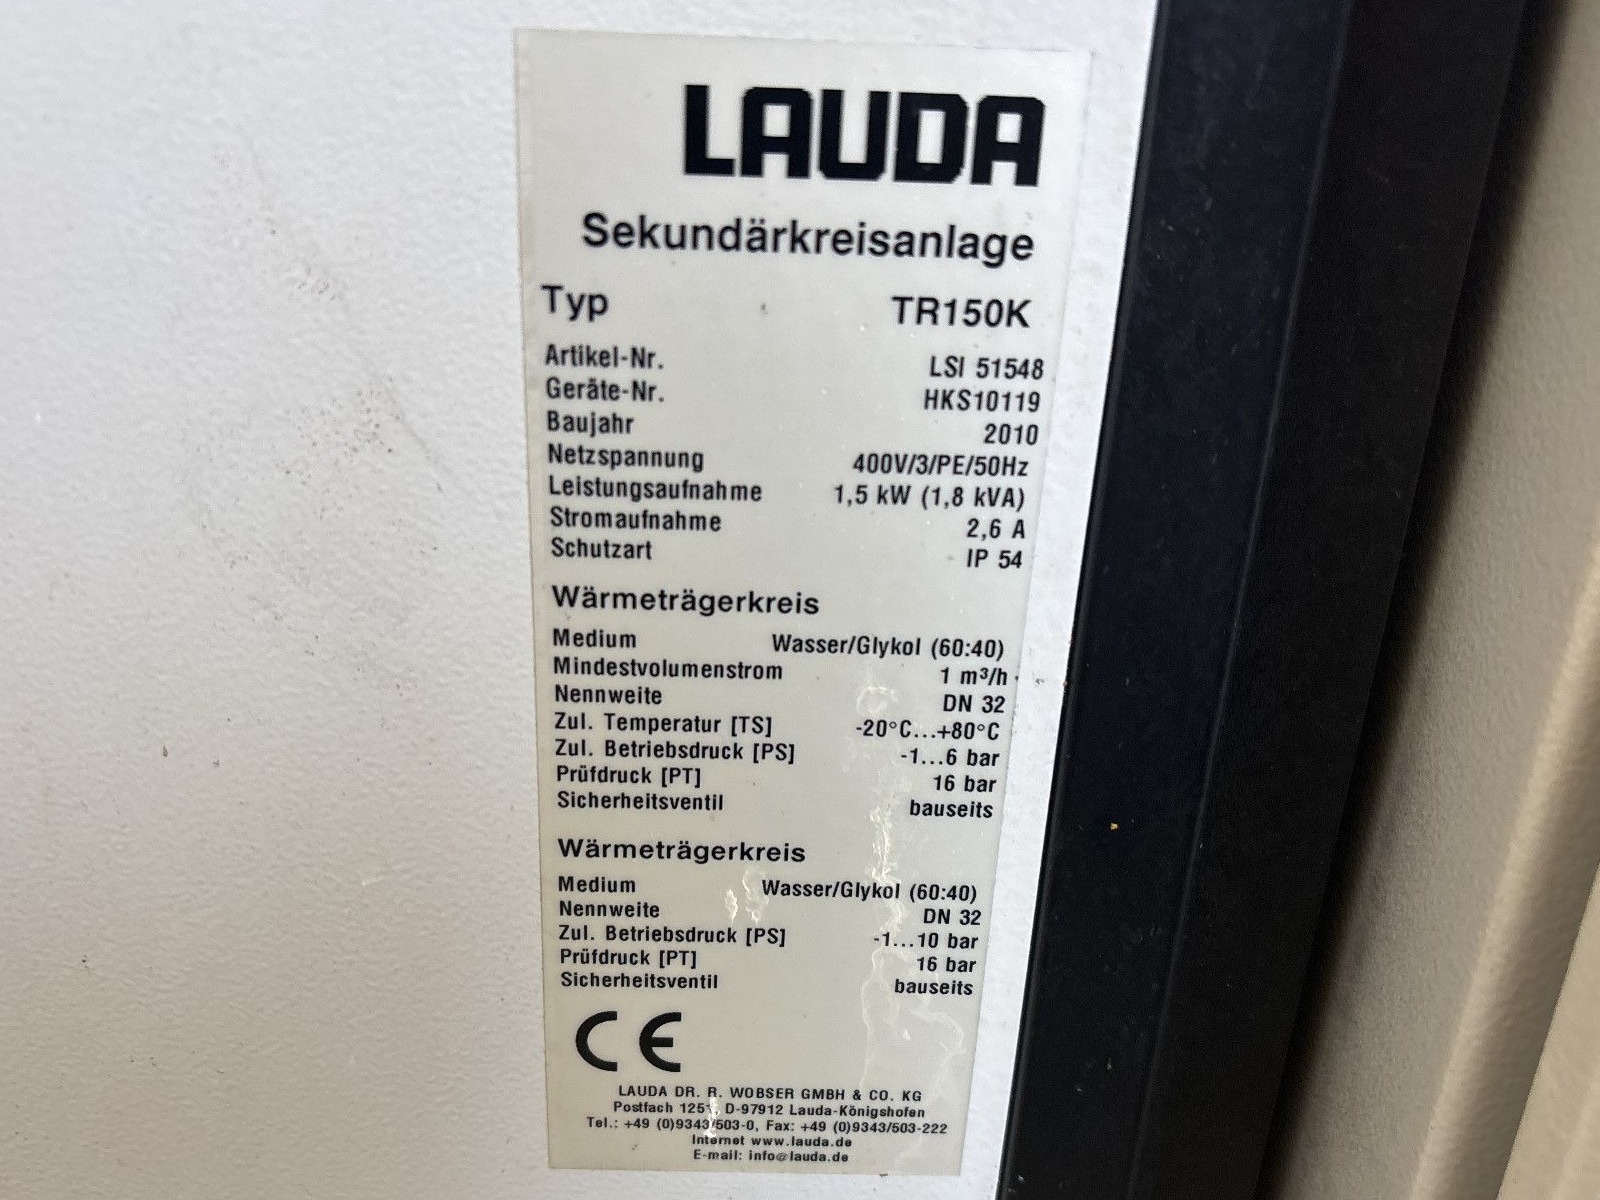 LAUDA
Sekundärkreisanlage
Typ TR150K
Artikel-Nr. LSI 51548
Geräte-Nr. HKS10119
Baujahr 2010
Netzspannung 400V/3/PE/50Hz
Leistungsaufnahme 1,5 kW (1,8 kVA)
Stromaufnahme 2,6 A
Schutzart IP 54
Wärmeträgerkreis
Medium Wasser/Glykol (60:40)
Mindestvolumenstrom 1 m³/h
Nennweite DN 32
Zul. Temperatur [TS] -20°C...+80°C
Zul. Betriebsdruck [PS] -1...6 bar
Prüfdruck [PT] 16 bar
Sicherheitsventil bauseits
Wärmeträgerkreis
Medium Wasser/Glykol (60:40)
Nennweite DN 32
Zul. Betriebsdruck [PS] -1...10 bar
Prüfdruck [PT] 16 bar
Sicherheitsventil bauseits
CE
LAUDA DR. R. WOBSER GMBH & CO. KG
Postfach D-97912 Lauda-Königshofen
Tel.: +49 (0)9343/503-0, Fax: +49 (0)9343/503-222
Internet www.lauda.de
E-mail: info@lauda.de